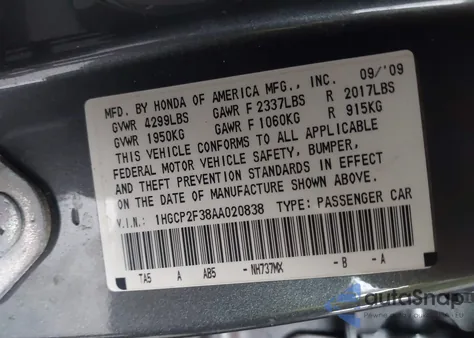 MFD. BY HONDA OF AMERICA MFG., INC. 09/'09
GVWR 4299LBS GAWR F 2337LBS R 2017LBS
GVWR 1950KG GAWR F 1060KG R 915KG
THIS VEHICLE CONFORMS TO ALL APPLICABLE
FEDERAL MOTOR VEHICLE SAFETY, BUMPER,
AND THEFT PREVENTION STANDARDS IN EFFECT
ON THE DATE OF MANUFACTURE SHOWN ABOVE.
V.I.N.: 1HGCP2F38AA020838 TYPE: PASSENGER CAR
TA5 A AB5 -NH737MX -B -A
autoSnap